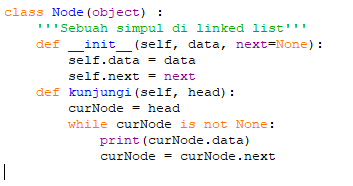 class Node(object) :
    '''Sebuah simpul di linked list'''
    def __init__(self, data, next=None):
        self.data = data
        self.next = next
    def kunjungi(self, head):
        curNode = head
        while curNode is not None:
            print(curNode.data)
            curNode = curNode.next